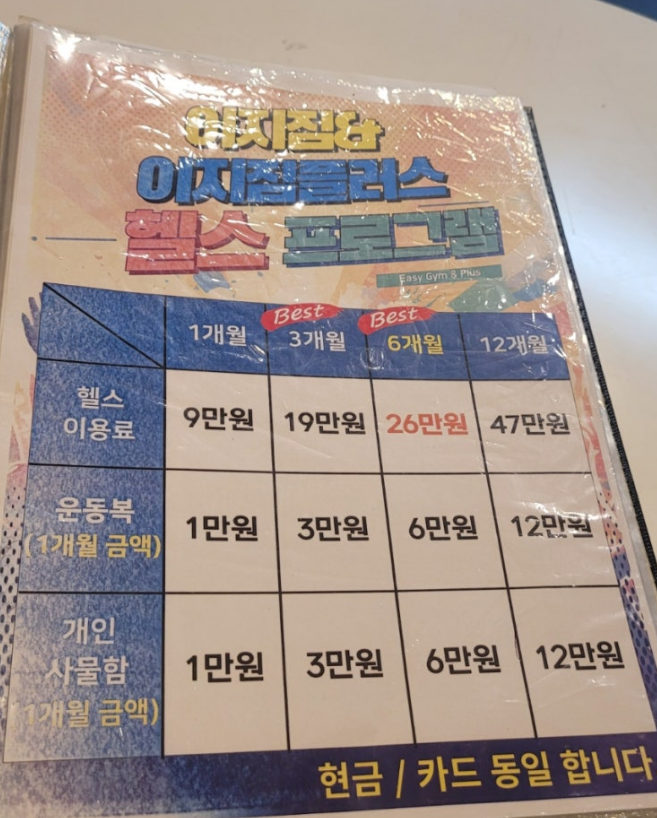 이지짐&
이지짐플러스
헬스 프로그램
Easy Gym & Plus
Best Best
1개월 3개월 6개월 12개월
헬스
이용료 9만원 19만원 26만원 47만원
운동복
(1개월 금액) 1만원 3만원 6만원 12만원
개인
사물함
(1개월 금액) 1만원 3만원 6만원 12만원
현금 / 카드 동일 합니다